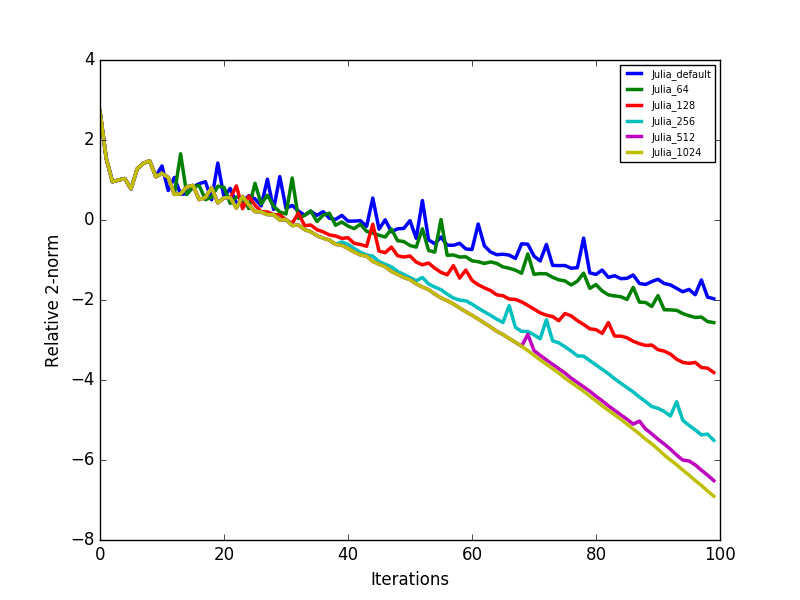 4
2
0
−2
−4
−6
−8
0 20 40 60 80 100
Relative 2-norm
Iterations
Julia_default
Julia_64
Julia_128
Julia_256
Julia_512
Julia_1024